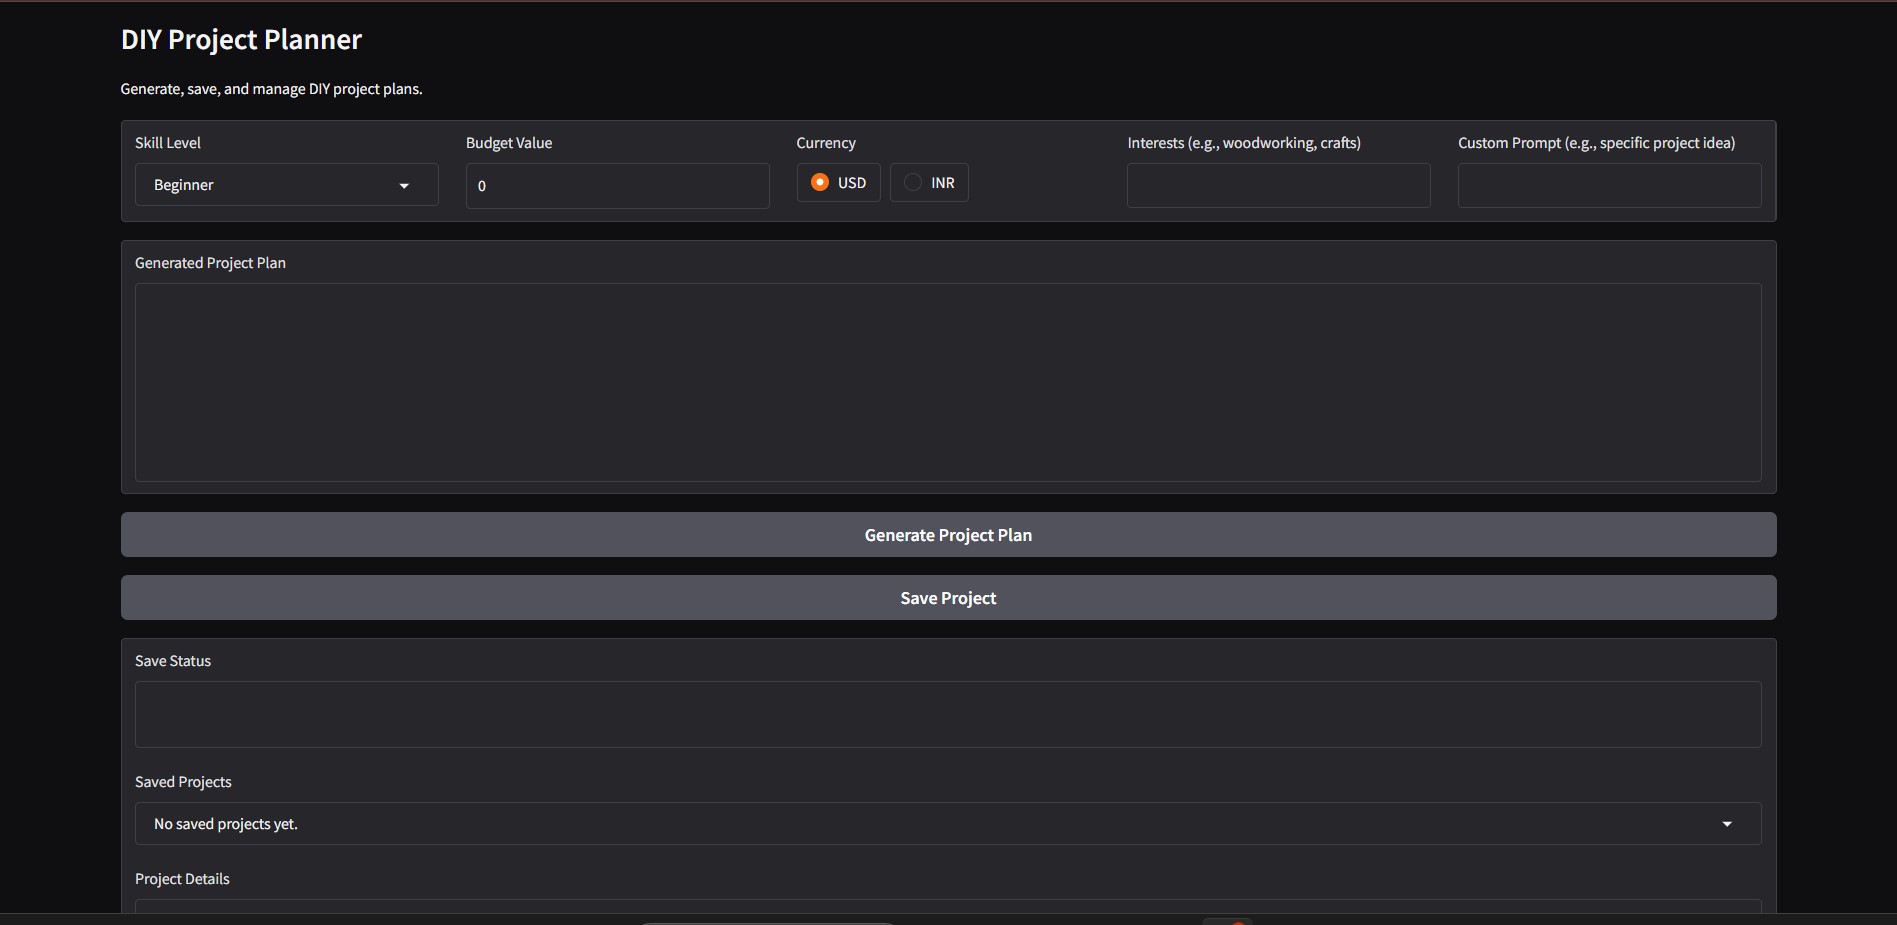 DIY Project Planner
Generate, save, and manage DIY project plans.
Skill Level
Beginner
Budget Value
0
Currency
USD
INR
Interests (e.g., woodworking, crafts)
Custom Prompt (e.g., specific project idea)
Generated Project Plan
Generate Project Plan
Save Project
Save Status
Saved Projects
No saved projects yet.
Project Details